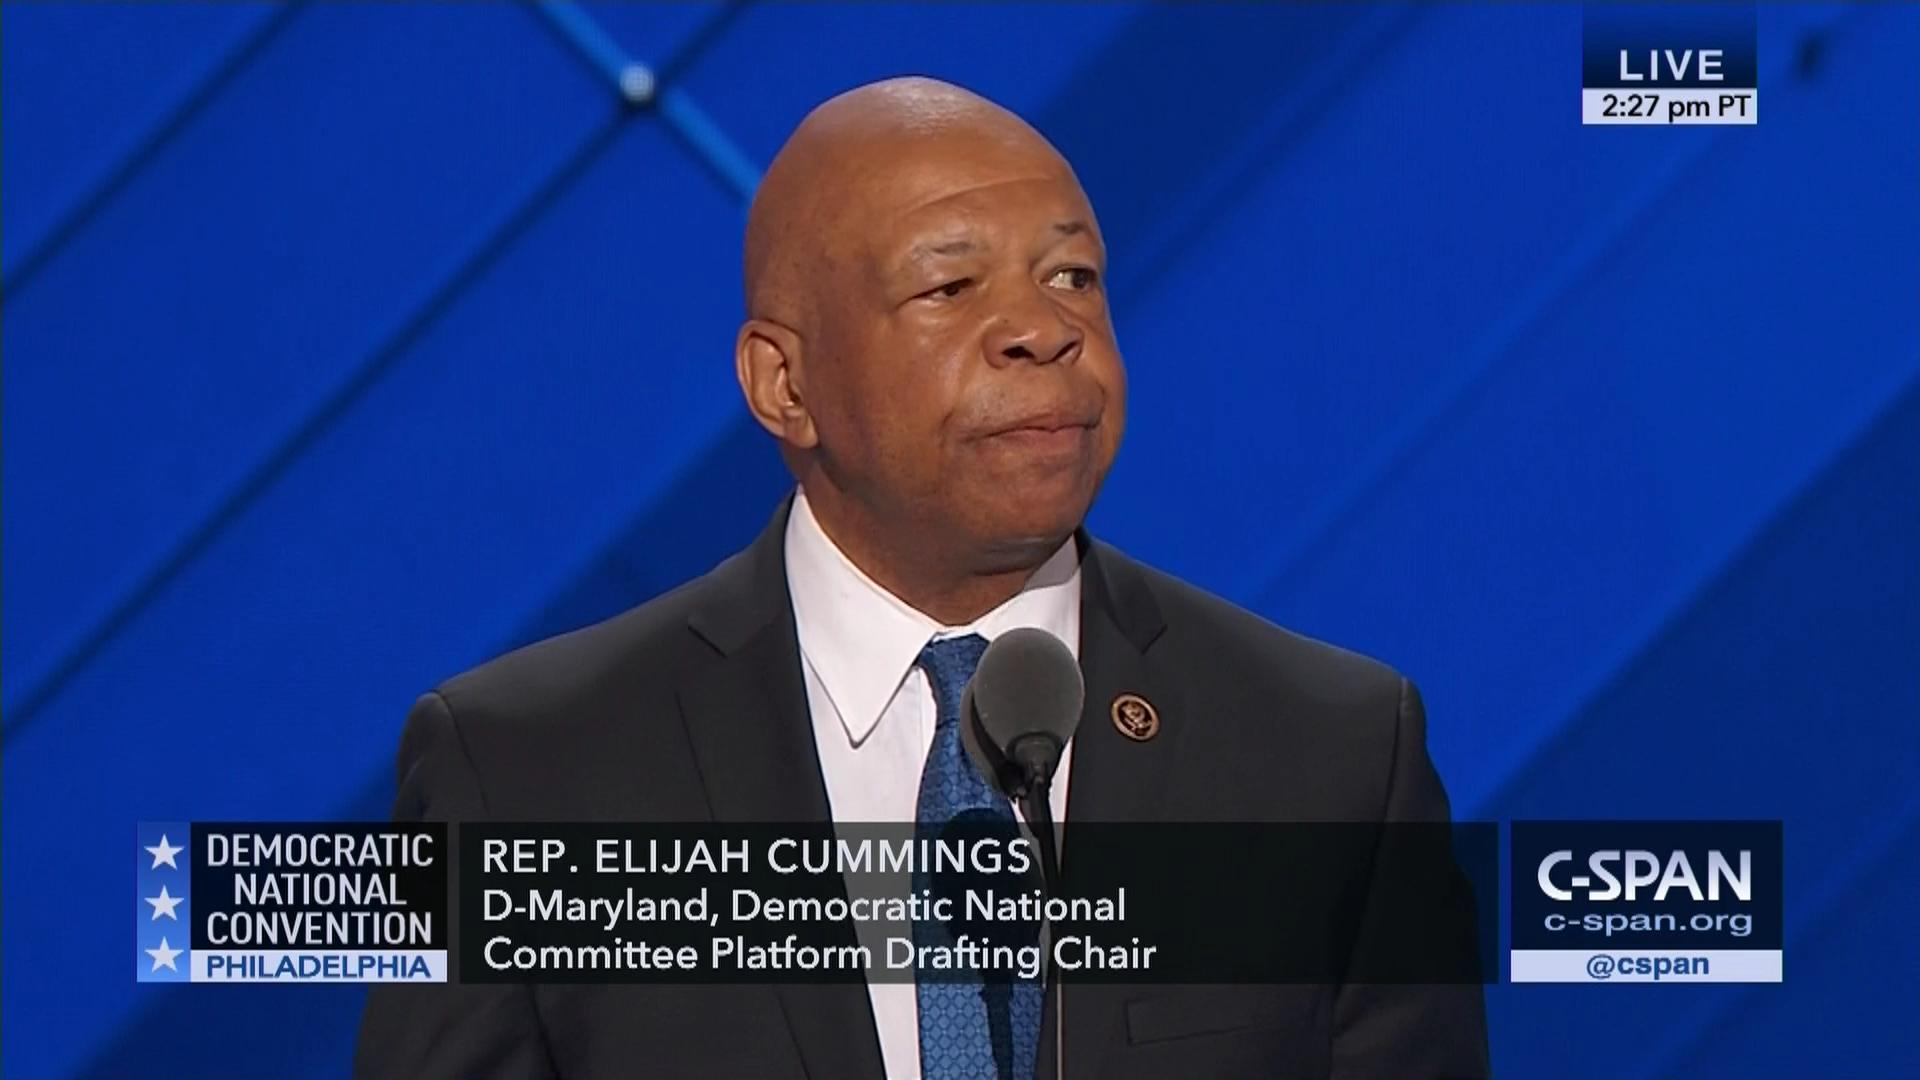 LIVE
2:27 pm PT
DEMOCRATIC
NATIONAL
CONVENTION
PHILADELPHIA
REP. ELIJAH CUMMINGS
D-Maryland, Democratic National
Committee Platform Drafting Chair
C-SPAN
c-span.org
@cspan